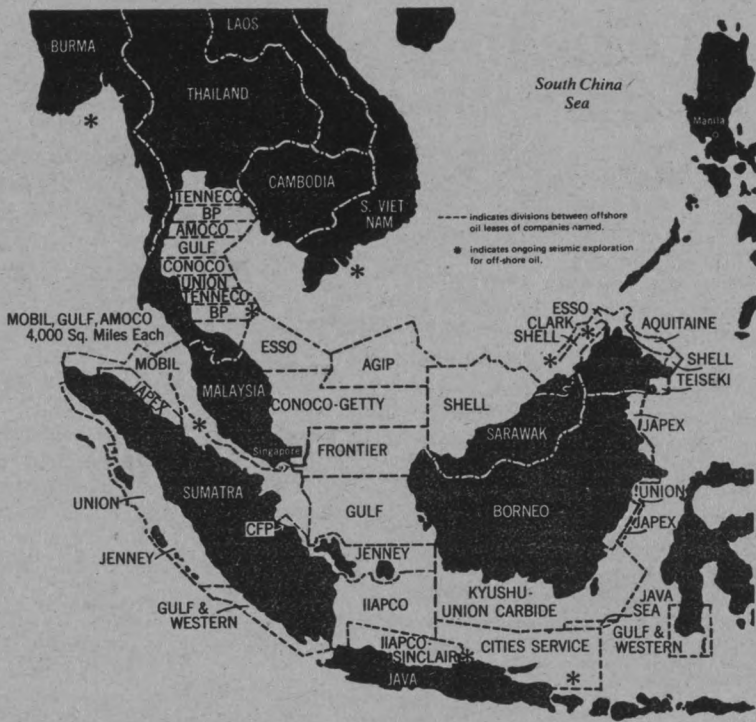 LAOS
BURMA
THAILAND
South China
Sea
Manila
CAMBODIA
S. VIET
NAM
TENNECO
BP
AMOCO
GULF
CONOCO
UNION
TENNECO
BP
--- indicates divisions between offshore
oil leases of companies named.
* indicates ongoing seismic exploration
for off-shore oil.
MOBIL, GULF, AMOCO
4,000 Sq. Miles Each
MOBIL
JAPEX
MALAYSIA
ESSO
AGIP
CONOCO-GETTY
SHELL
ESSO
CLARK
SHELL
AQUITAINE
SHELL
TEISEKI
JAPEX
SARAWAK
Singapore
FRONTIER
SUMATRA
UNION
GULF
BORNEO
UNION
JAPEX
CFP
JENNEY
JENNEY
GULF &
WESTERN
IIAPCO
KYUSHU-
UNION CARBIDE
JAVA
SEA
GULF &
WESTERN
IIAPCO-
SINCLAIR
CITIES SERVICE
JAVA